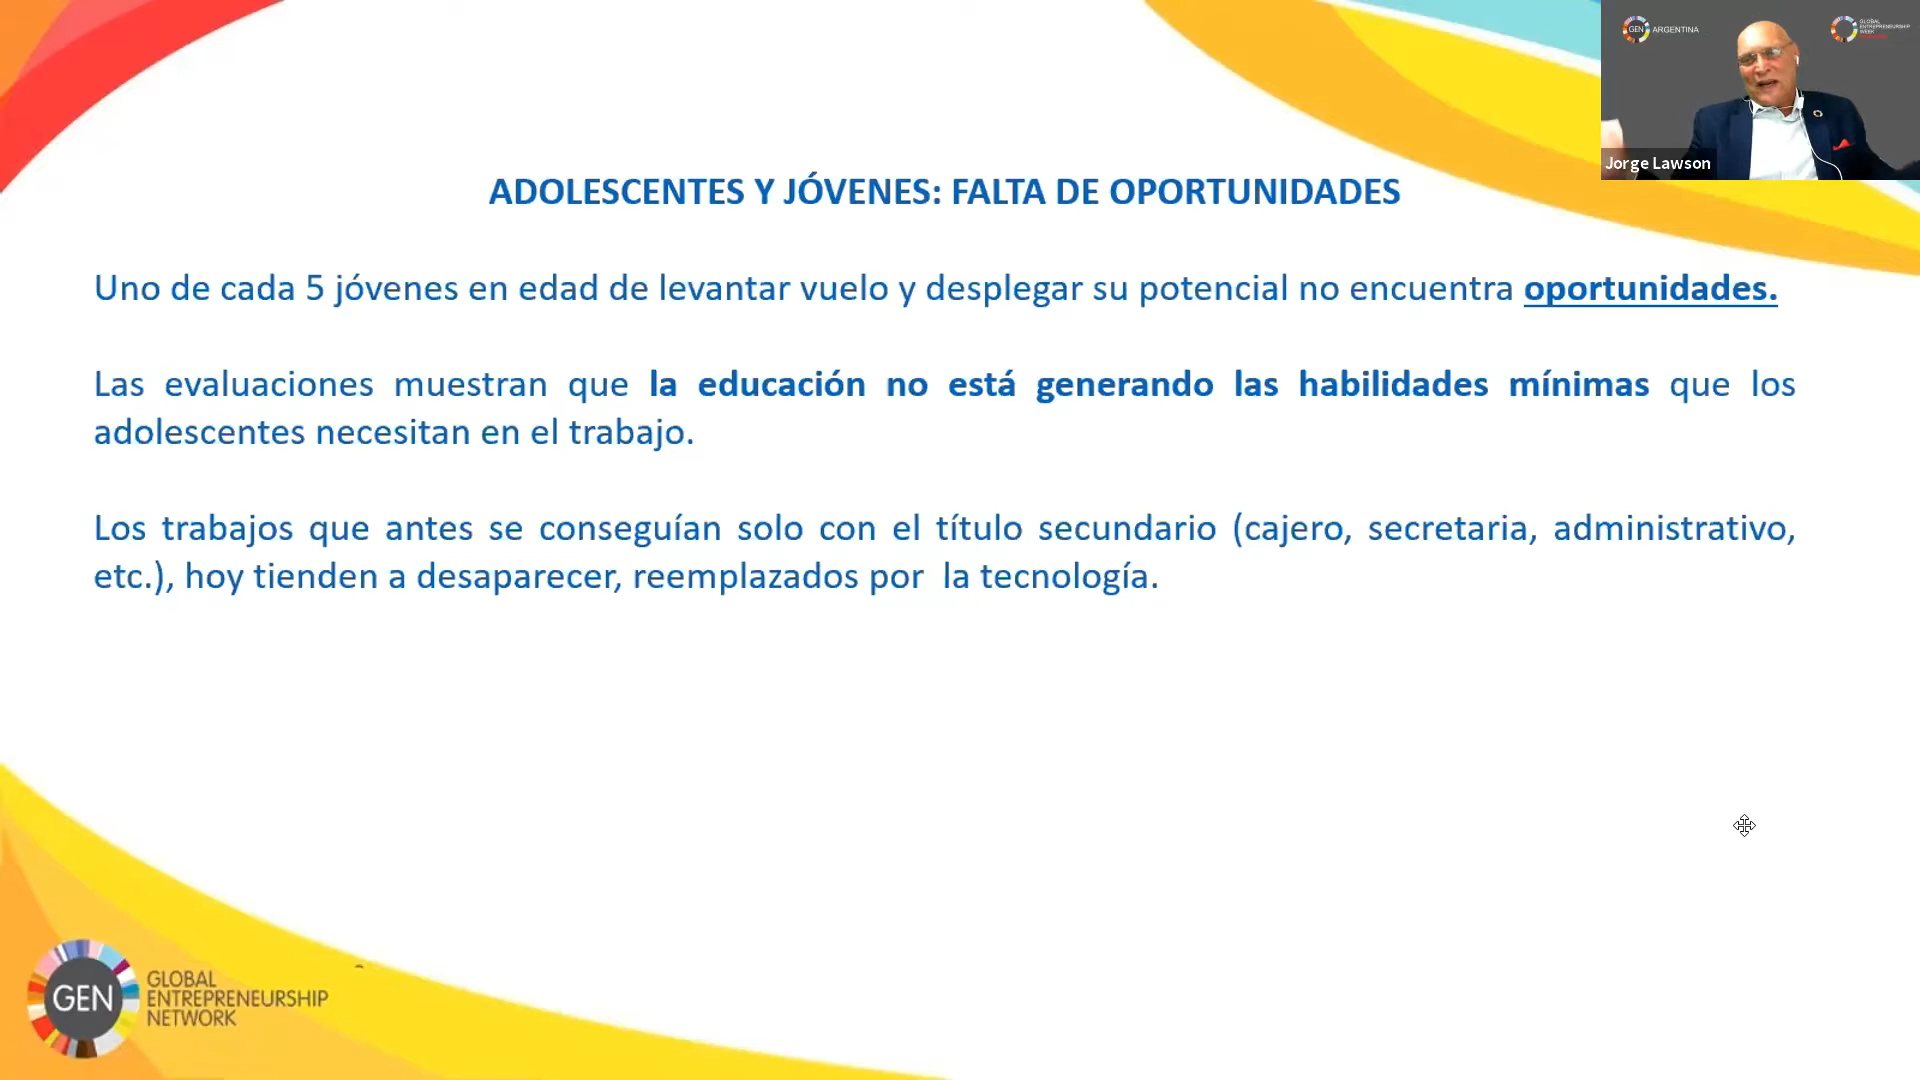 GEN ARGENTINA
GLOBAL
ENTREPRENEURSHIP
WEEK
Jorge Lawson
ADOLESCENTES Y JÓVENES: FALTA DE OPORTUNIDADES
Uno de cada 5 jóvenes en edad de levantar vuelo y desplegar su potencial no encuentra oportunidades.
Las evaluaciones muestran que la educación no está generando las habilidades mínimas que los
adolescentes necesitan en el trabajo.
Los trabajos que antes se conseguían solo con el título secundario (cajero, secretaria, administrativo,
etc.), hoy tienden a desaparecer, reemplazados por  la tecnología.
GEN
GLOBAL
ENTREPRENEURSHIP
NETWORK